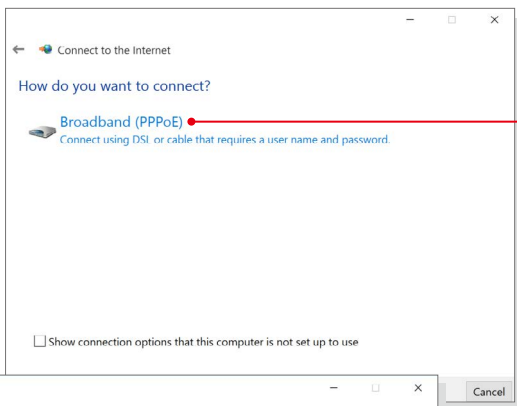 Connect to the Internet
How do you want to connect?
Broadband (PPPoE)
Connect using DSL or cable that requires a user name and password.
Show connection options that this computer is not set up to use
Cancel